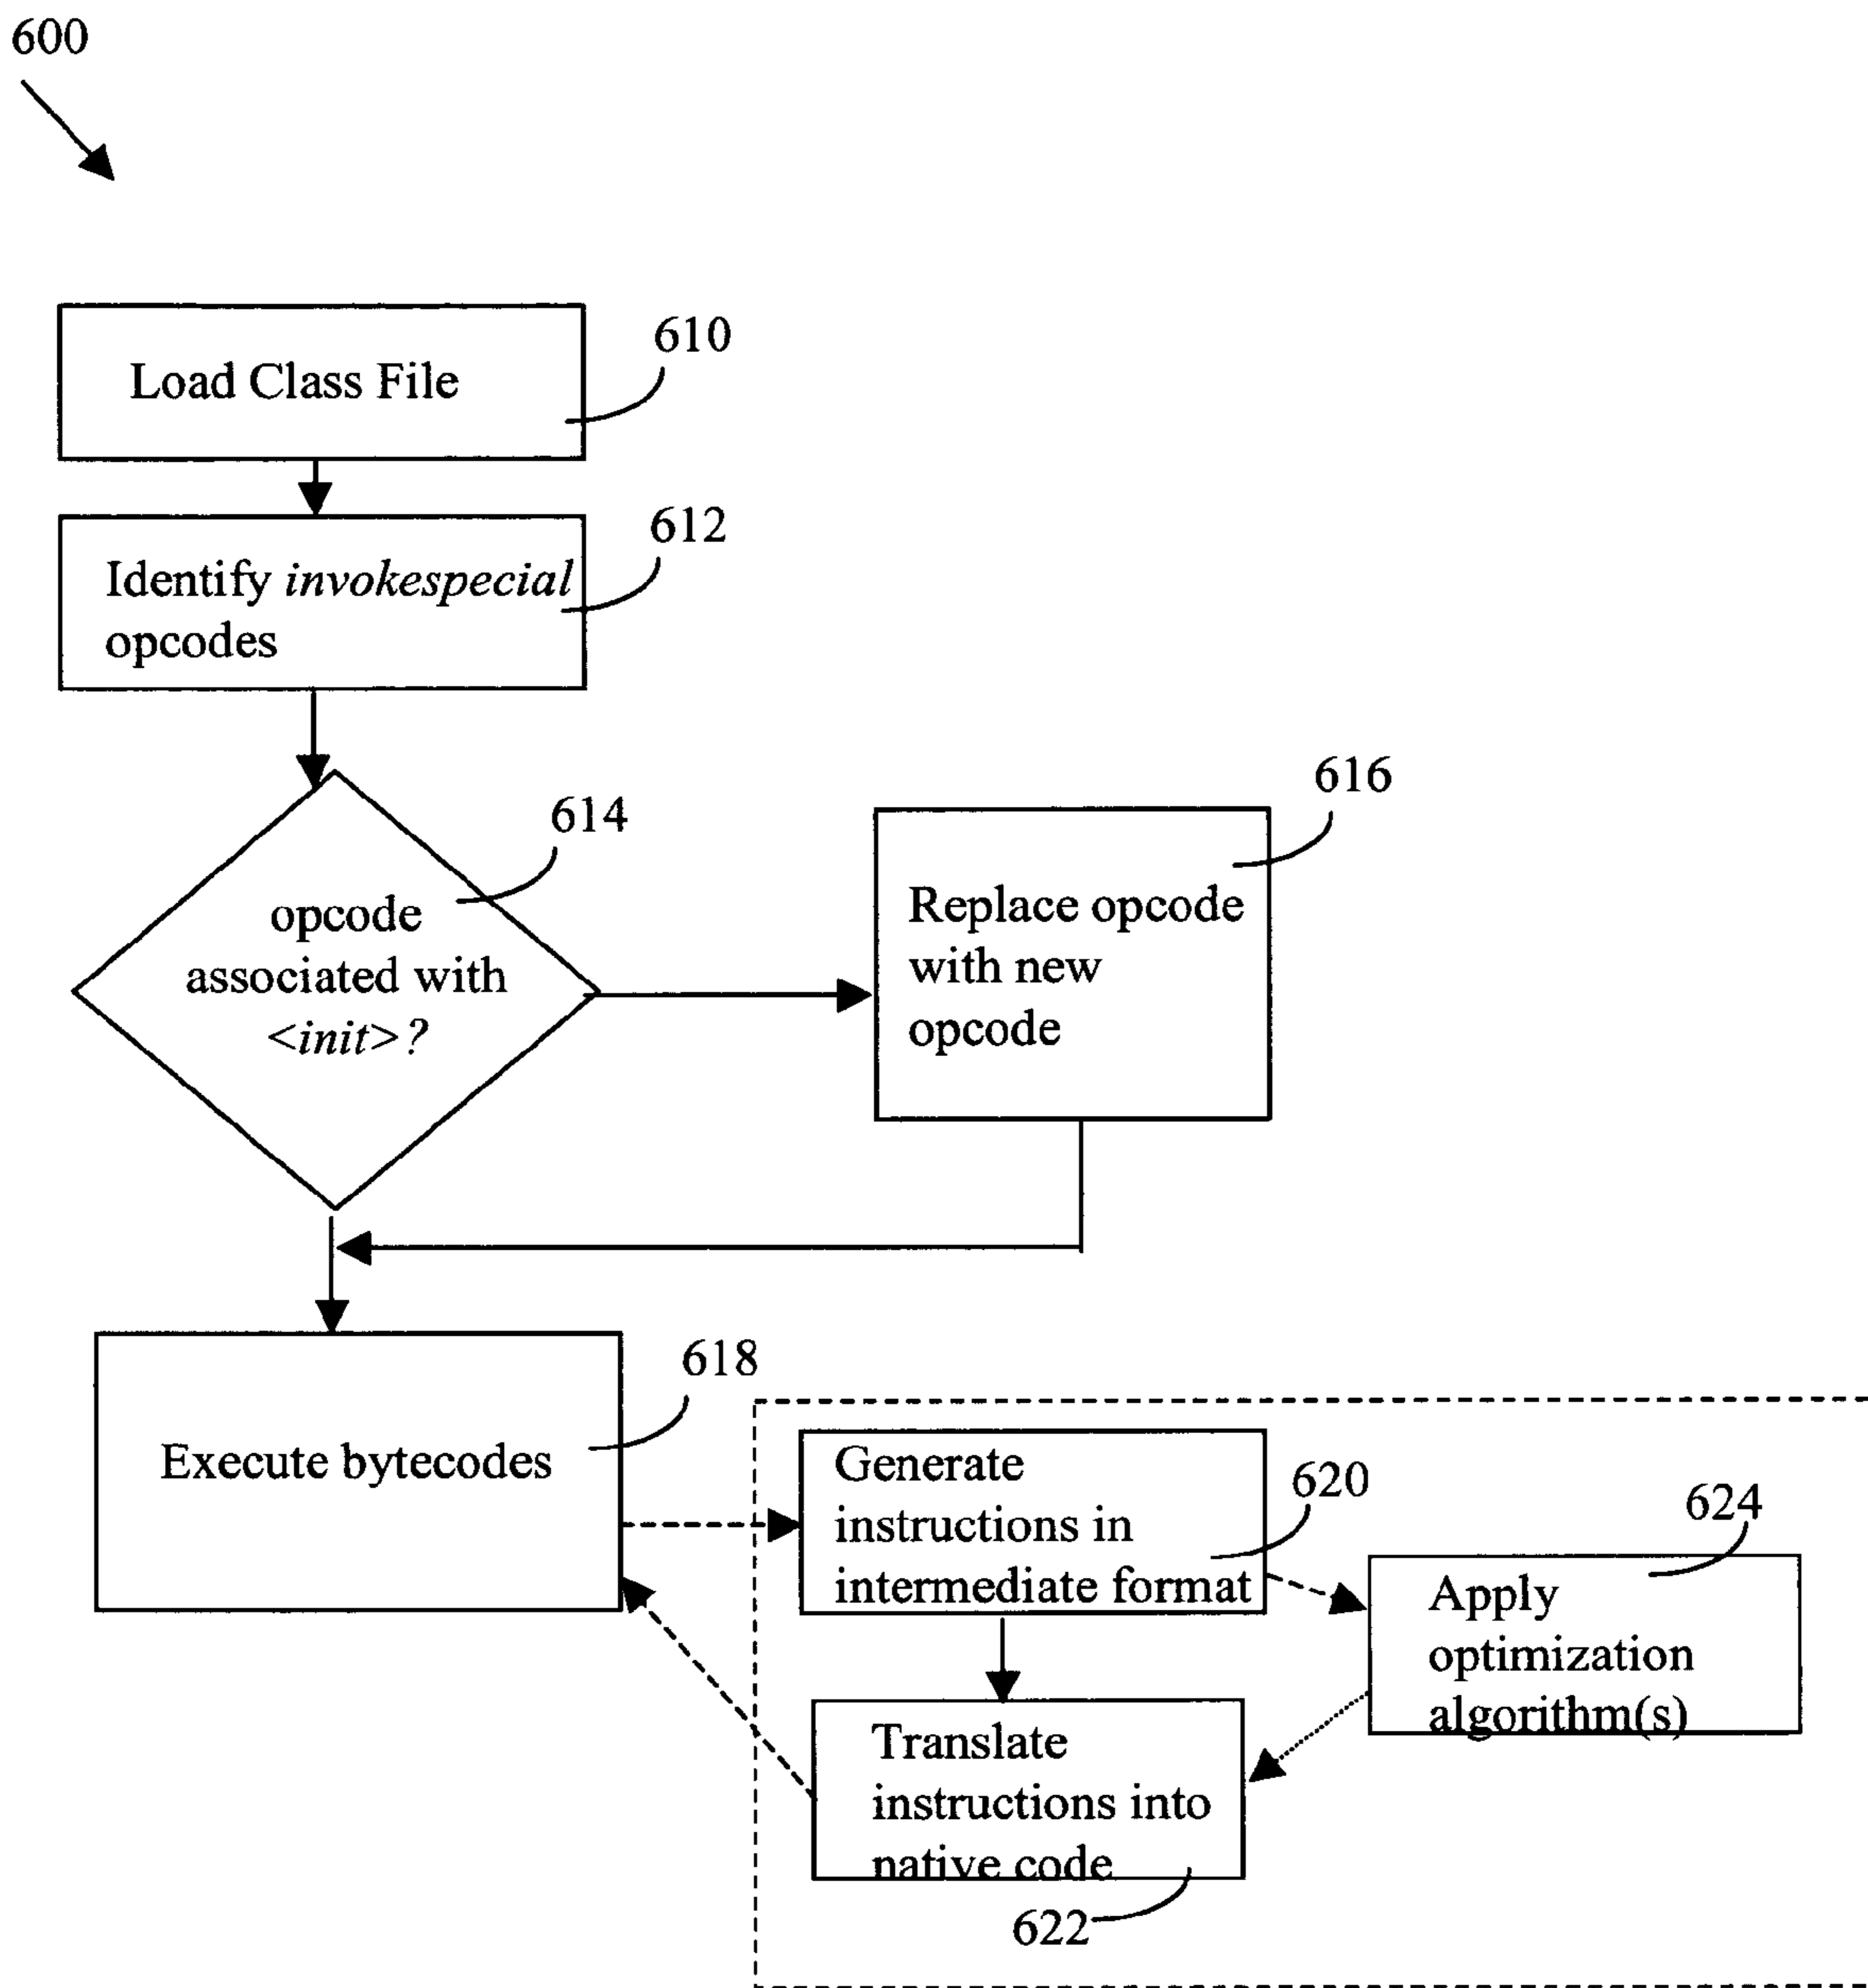 600
Load Class File
610
Identify invokespecial
opcodes
612
opcode
associated with
<init>?
614
Replace opcode
with new
opcode
616
Execute bytecodes
618
Generate
instructions in
intermediate format
620
Apply
optimization
algorithm(s)
624
Translate
instructions into
native code
622